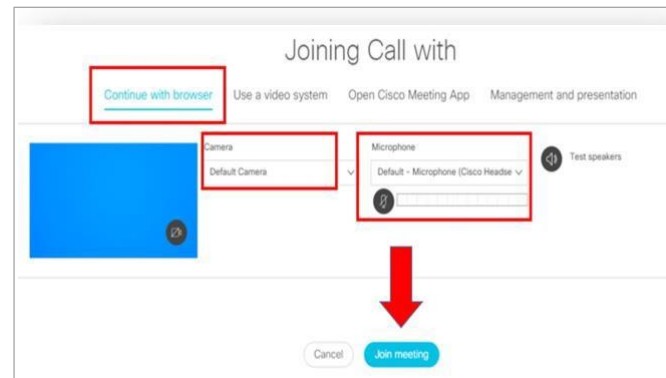 Joining Call with
Continue with browser Use a video system Open Cisco Meeting App Management and presentation
Camera Microphone
Default Camera Default - Microphone (Cisco Headse Test speakers
Cancel Join meeting